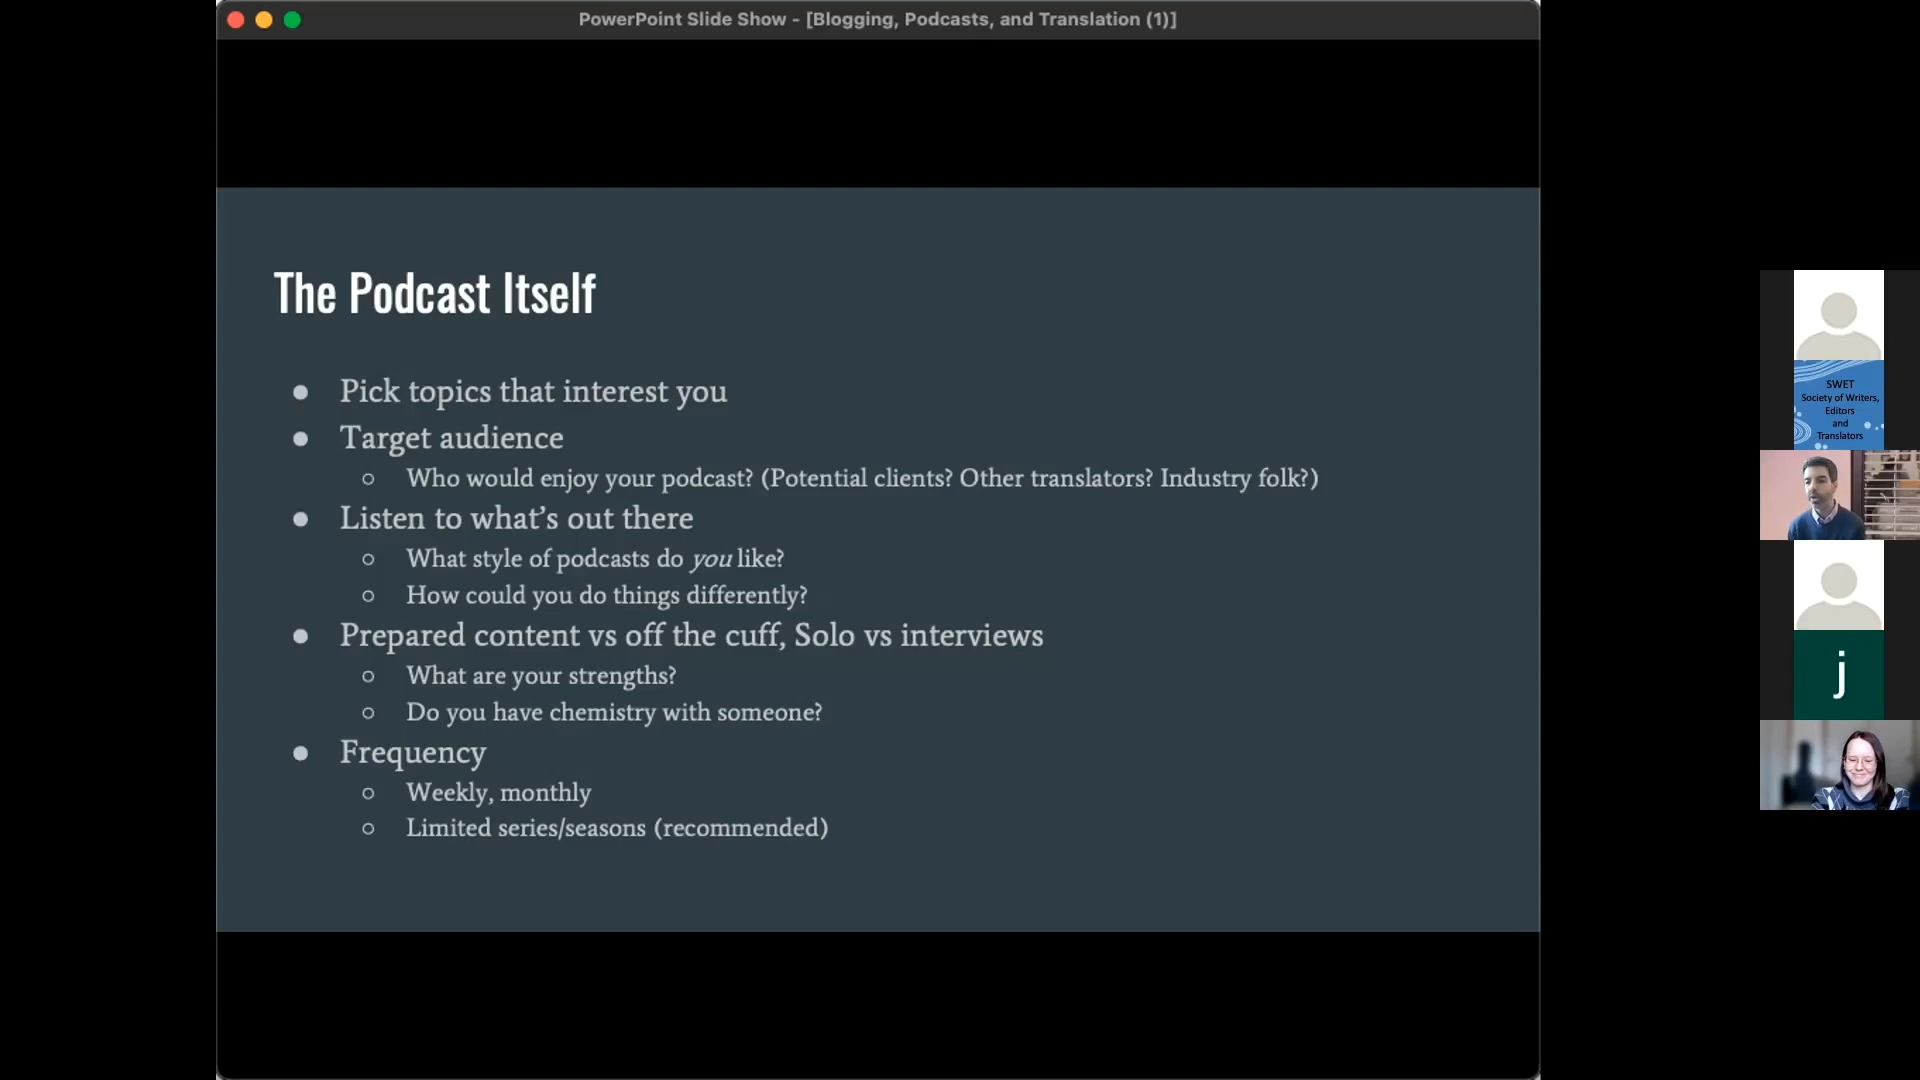 PowerPoint Slide Show - [Blogging, Podcasts, and Translation (1)]
The Podcast Itself
● Pick topics that interest you
● Target audience
○ Who would enjoy your podcast? (Potential clients? Other translators? Industry folk?)
● Listen to what’s out there
○ What style of podcasts do you like?
○ How could you do things differently?
● Prepared content vs off the cuff, Solo vs interviews
○ What are your strengths?
○ Do you have chemistry with someone?
● Frequency
○ Weekly, monthly
○ Limited series/seasons (recommended)
SWET
Society of Writers,
Editors
and
Translators
j